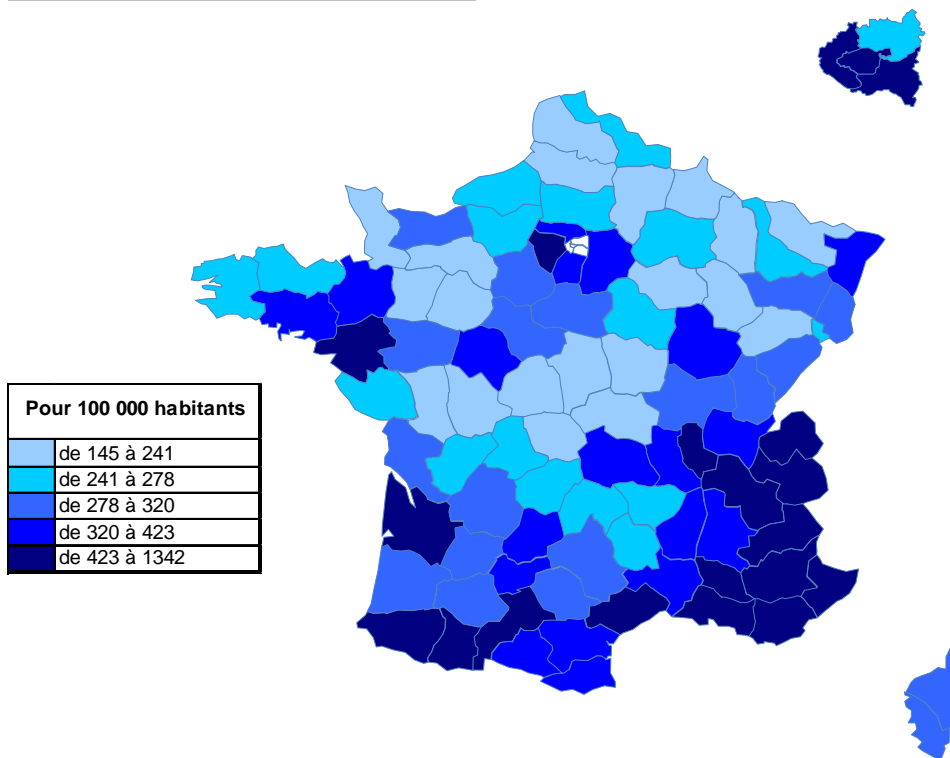 Pour 100 000 habitants
de 145 à 241
de 241 à 278
de 278 à 320
de 320 à 423
de 423 à 1342